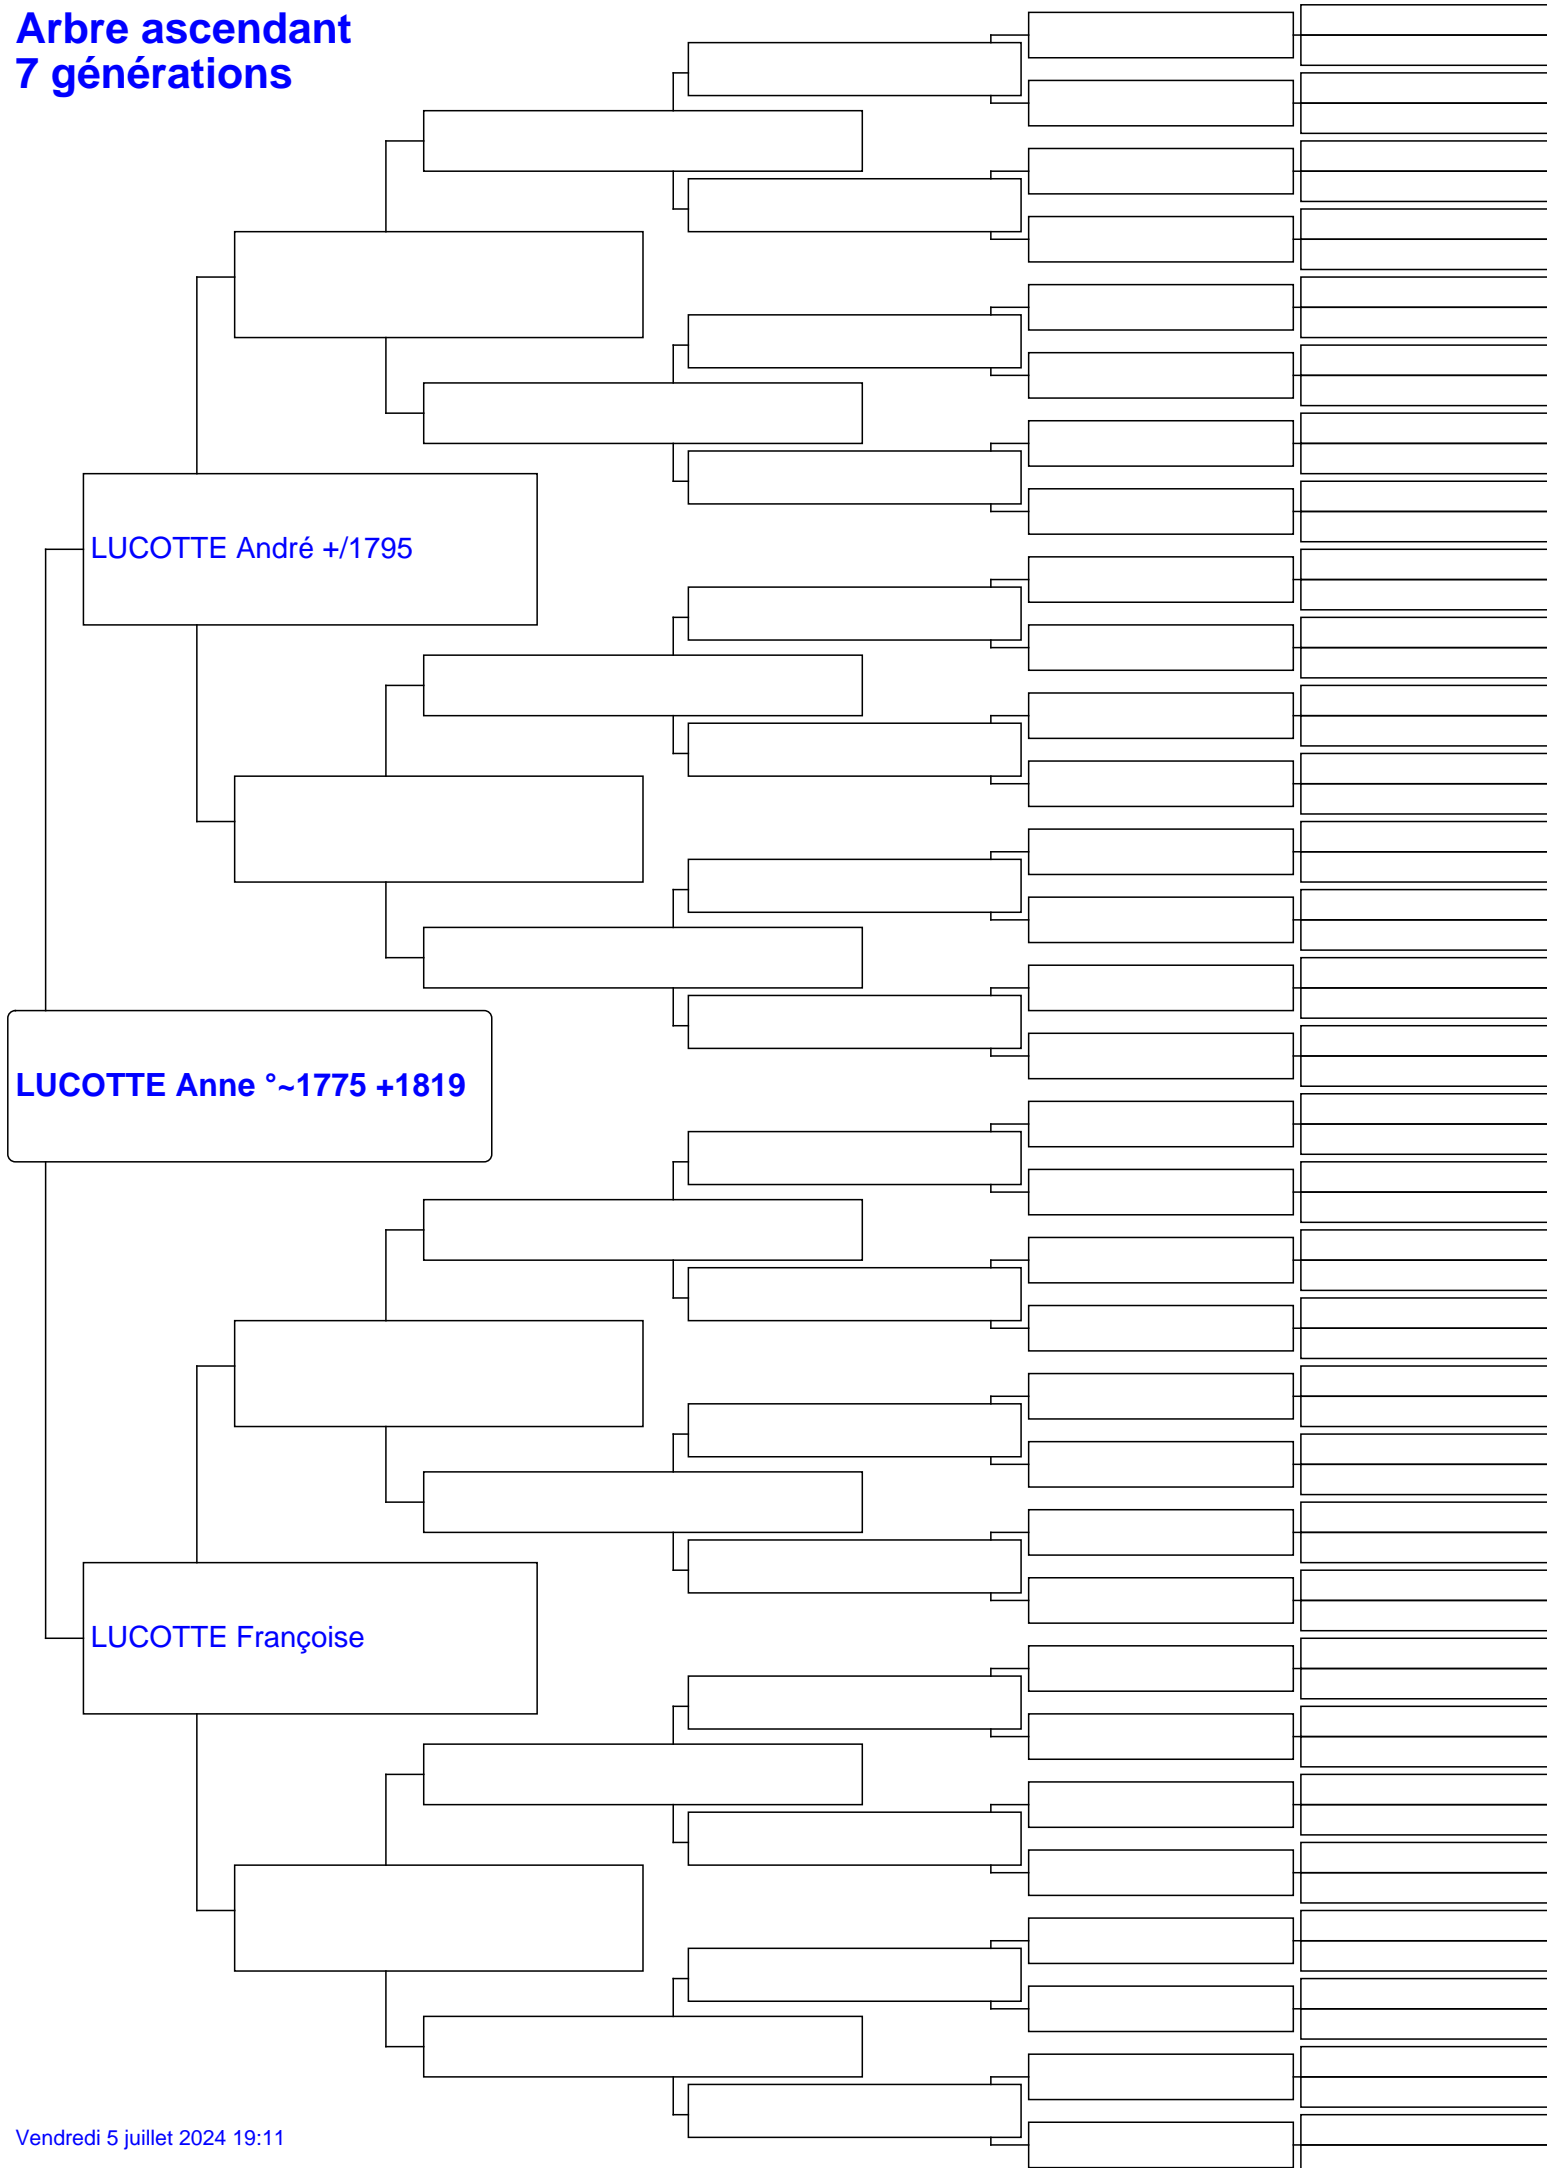 Arbre ascendant
7 générations
LUCOTTE André +/1795
LUCOTTE Anne °~1775 +1819
LUCOTTE Françoise
Vendredi 5 juillet 2024 19:11